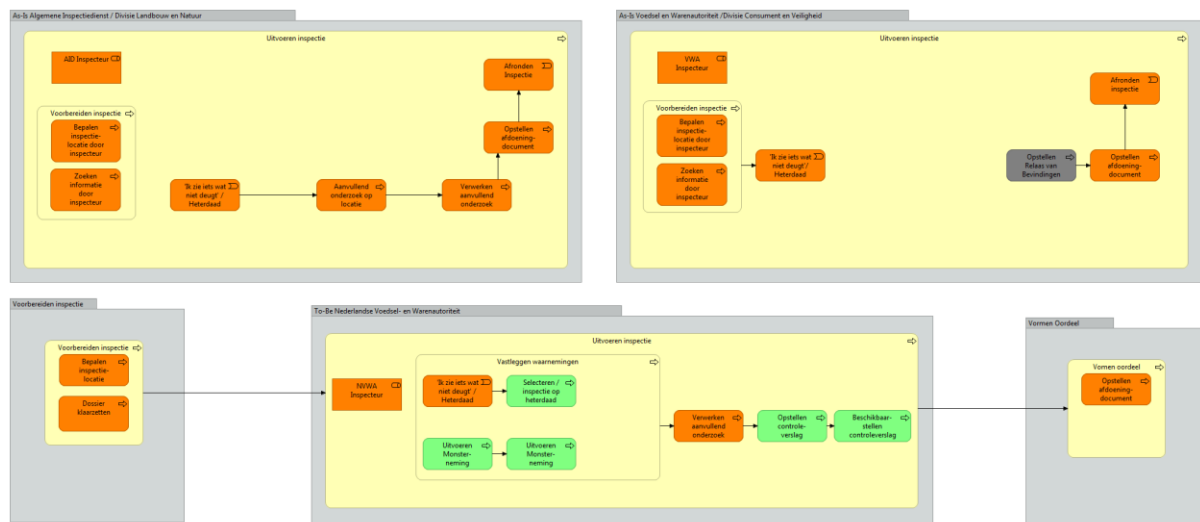 As-Is Algemene Inspectiedienst / Divisie Landbouw en Natuur
Uitvoeren inspectie
AID Inspecteur
Voorbereiden inspectie
Bepalen
inspectie-
locatie door
inspecteur
Zoeken
informatie
door
inspecteur
'Ik zie iets wat
niet deugt' /
Heterdaad
Aanvullend
onderzoek op
locatie
Verwerken
aanvullend
onderzoek
Opstellen
afdoening-
document
Afronden
Inspectie
As-Is Voedsel en Warenautoriteit /Divisie Consument en Veiligheid
Uitvoeren inspectie
VWA
Inspecteur
Voorbereiden inspectie
Bepalen
inspectie-
locatie door
inspecteur
Zoeken
informatie
door
inspecteur
'Ik zie iets wat
niet deugt' /
Heterdaad
Opstellen
Relaas van
Bevindingen
Opstellen
afdoening-
document
Afronden
inspectie
Voorbereiden inspectie
Voorbereiden inspectie
Bepalen
inspectie-
locatie
Dossier
klaarzetten
To-Be Nederlandse Voedsel- en Warenautoriteit
Uitvoeren inspectie
NVWA
Inspecteur
Vastleggen waarnemingen
'Ik zie iets wat
niet deugt' /
Heterdaad
Selecteren /
inspectie op
heterdaad
Uitvoeren
Monster-
neming
Uitvoeren
Monster-
neming
Verwerken
aanvullend
onderzoek
Opstellen
controle-
verslag
Beschikbaar-
stellen
controleverslag
Vormen Oordeel
Vomen oordeel
Opstellen
afdoening-
document